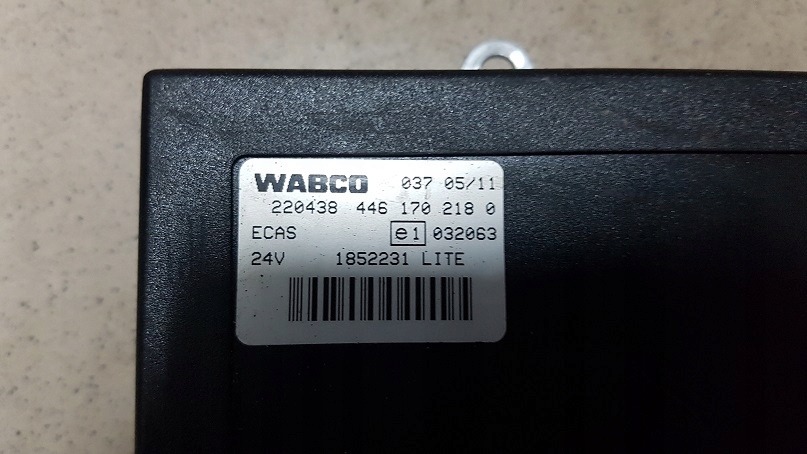 WABCO 037 05/11
220438 446 170 218 0
ECAS e1 032063
24V 1852231 LITE